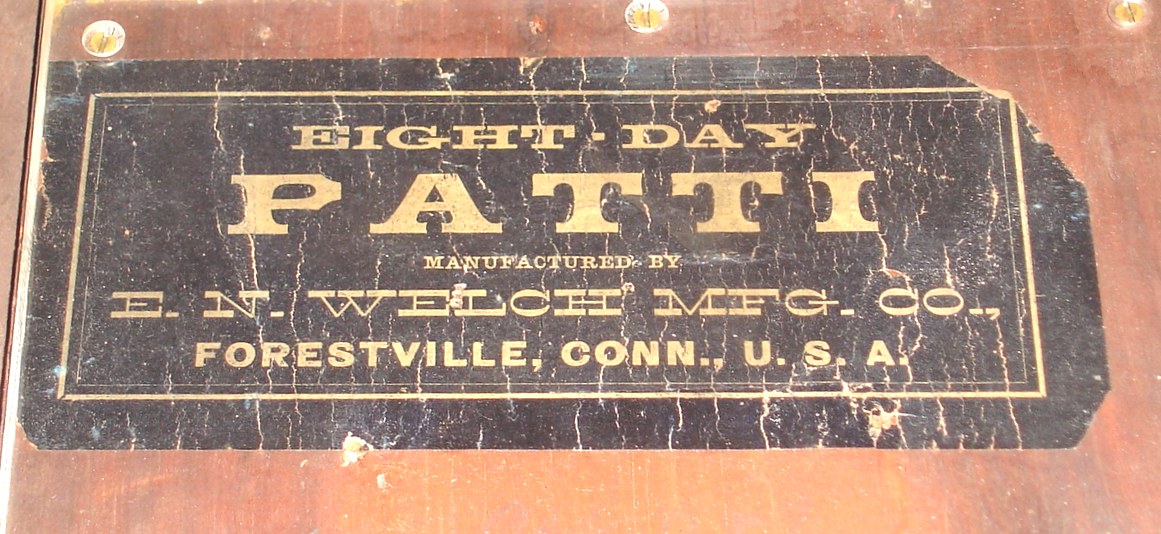 EIGHT-DAY
PATTI
MANUFACTURED BY
E. N. WELCH MFG. CO.,
FORESTVILLE, CONN., U. S. A.